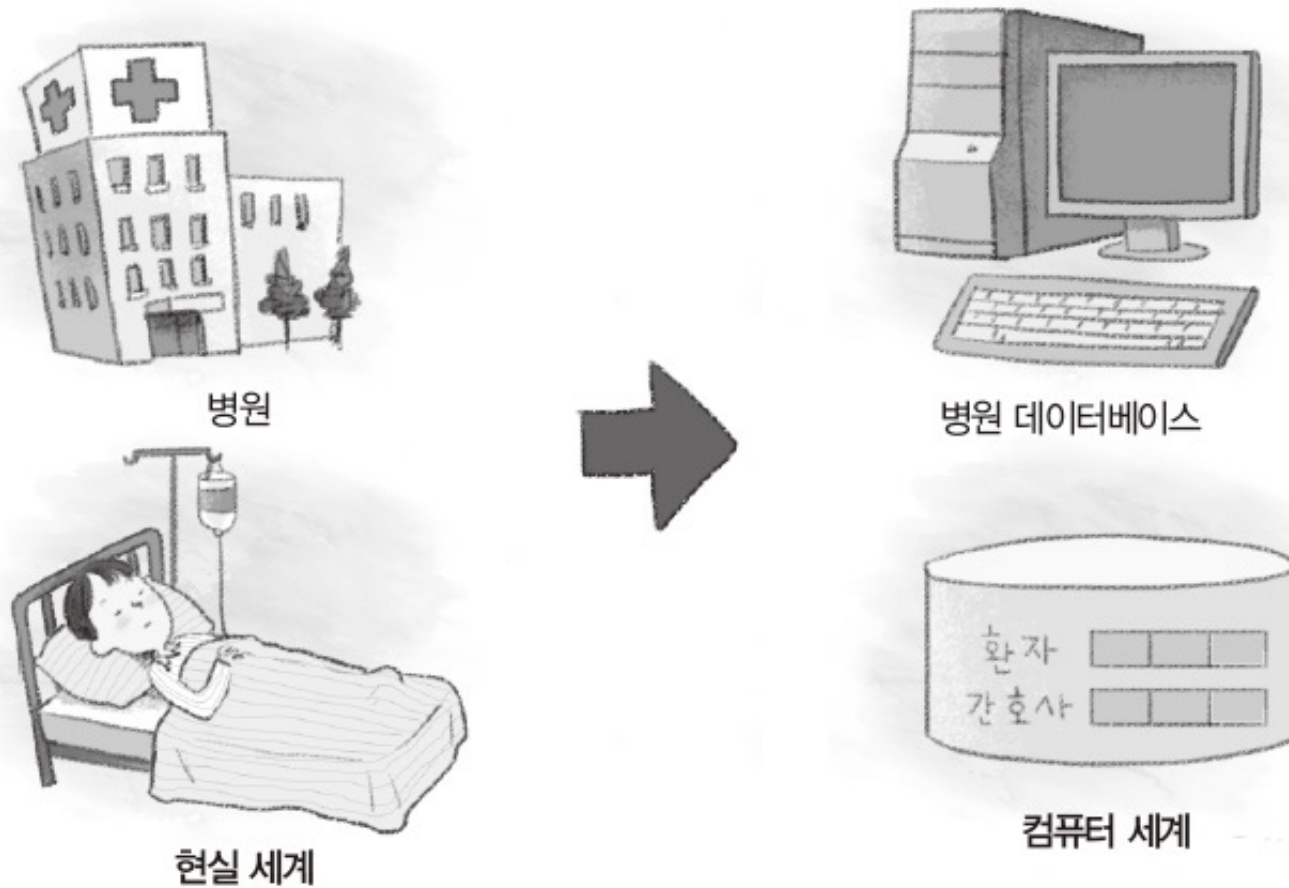 병원
병원 데이터베이스
환자
간호사
현실 세계
컴퓨터 세계